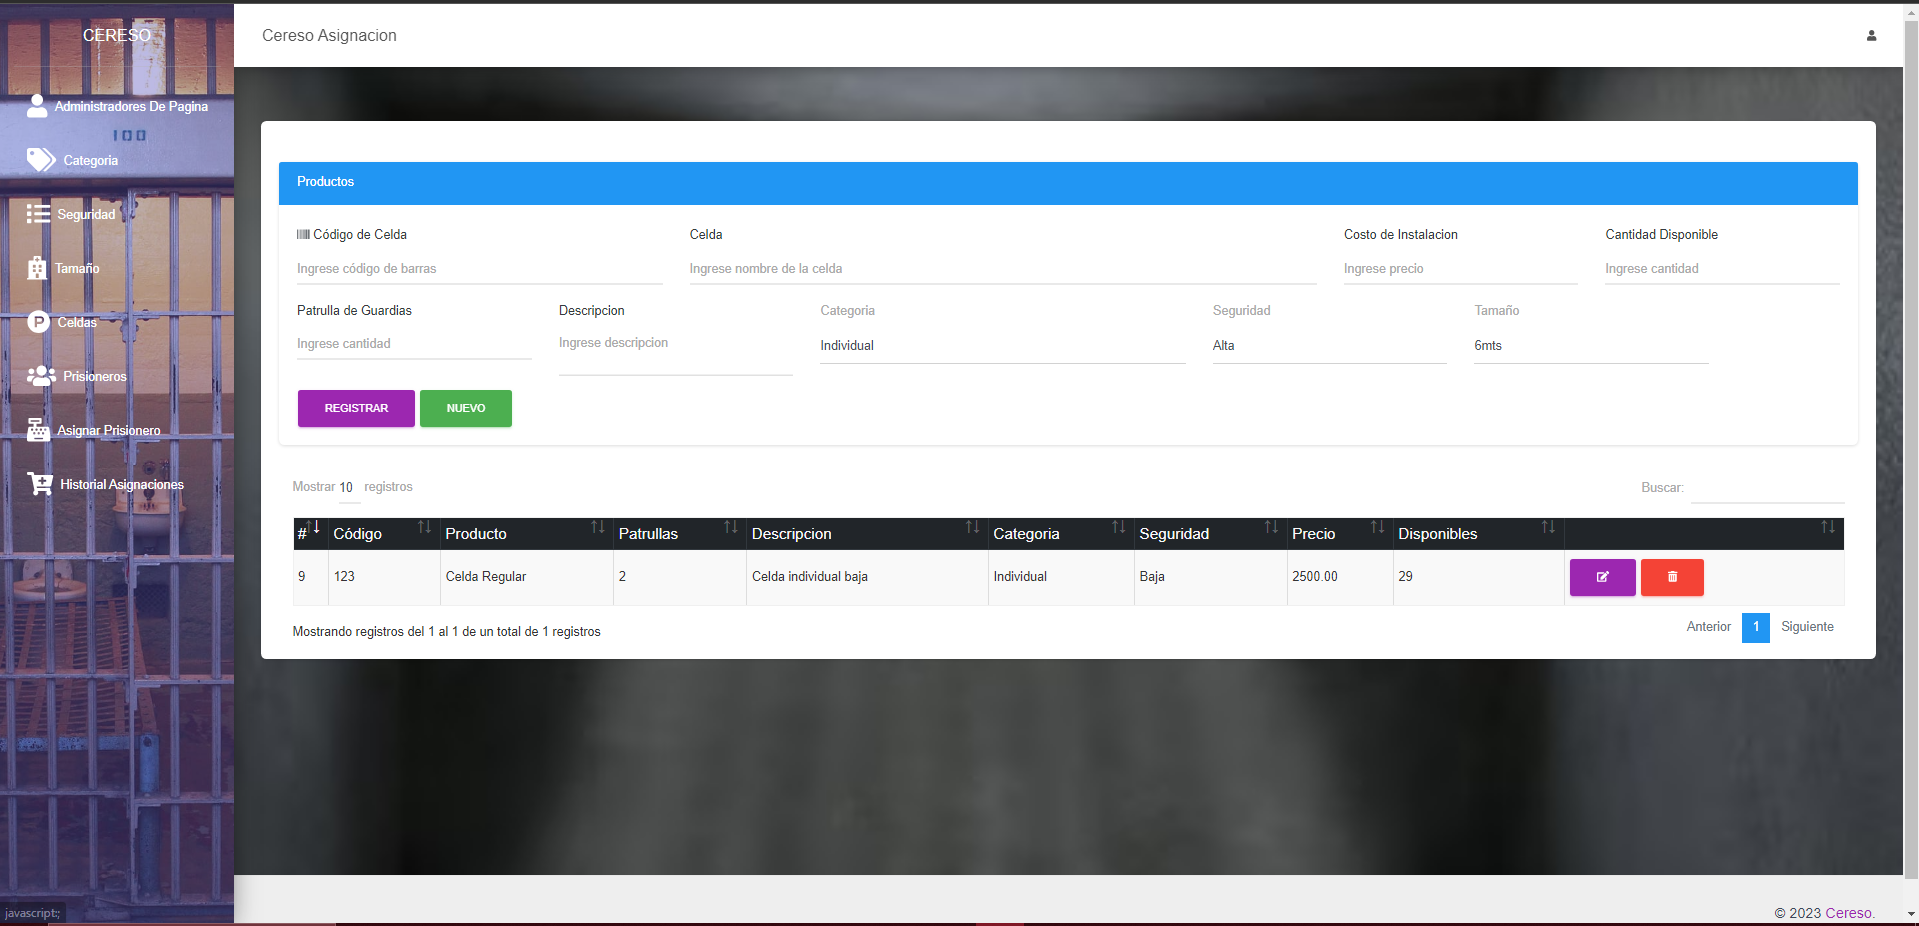 CERESO
Cereso Asignacion
Administradores De Pagina
100
Categoria
Seguridad
Tamaño
Celdas
Prisioneros
Asignar Prisionero
Historial Asignaciones
Productos
Código de Celda
Celda
Costo de Instalacion
Cantidad Disponible
Ingrese código de barras
Ingrese nombre de la celda
Ingrese precio
Ingrese cantidad
Patrulla de Guardias
Descripcion
Categoria
Seguridad
Tamaño
Ingrese cantidad
Ingrese descripcion
Individual
Alta
6mts
REGISTRAR
NUEVO
Mostrar 10 registros
Buscar:
# Código Producto Patrullas Descripcion Categoria Seguridad Precio Disponibles
9 123 Celda Regular 2 Celda individual baja Individual Baja 2500.00 29
Mostrando registros del 1 al 1 de un total de 1 registros
Anterior 1 Siguiente
javascript:;
© 2023 Cereso.